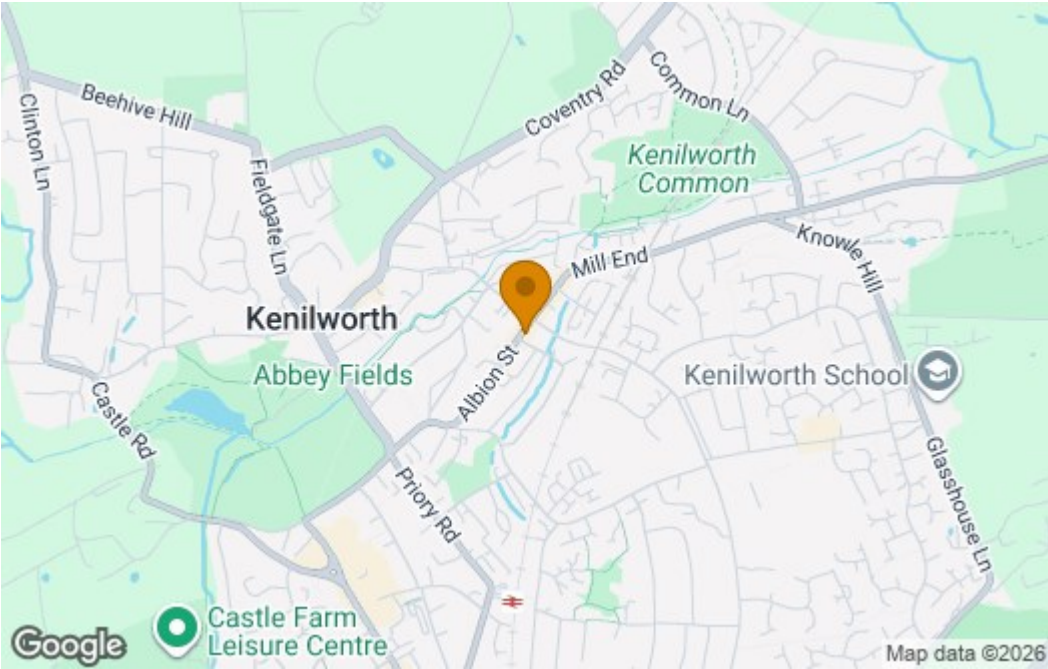 Beehive Hill
Clinton Ln
Coventry Rd
Common Ln
Kenilworth
Common
Fieldgate Ln
Knowle Hill
Mill End
Kenilworth
Abbey Fields
Albion St
Kenilworth School
Castle Rd
Priory Rd
Glasshouse Ln
Castle Farm
Leisure Centre
Google
Map data ©2026